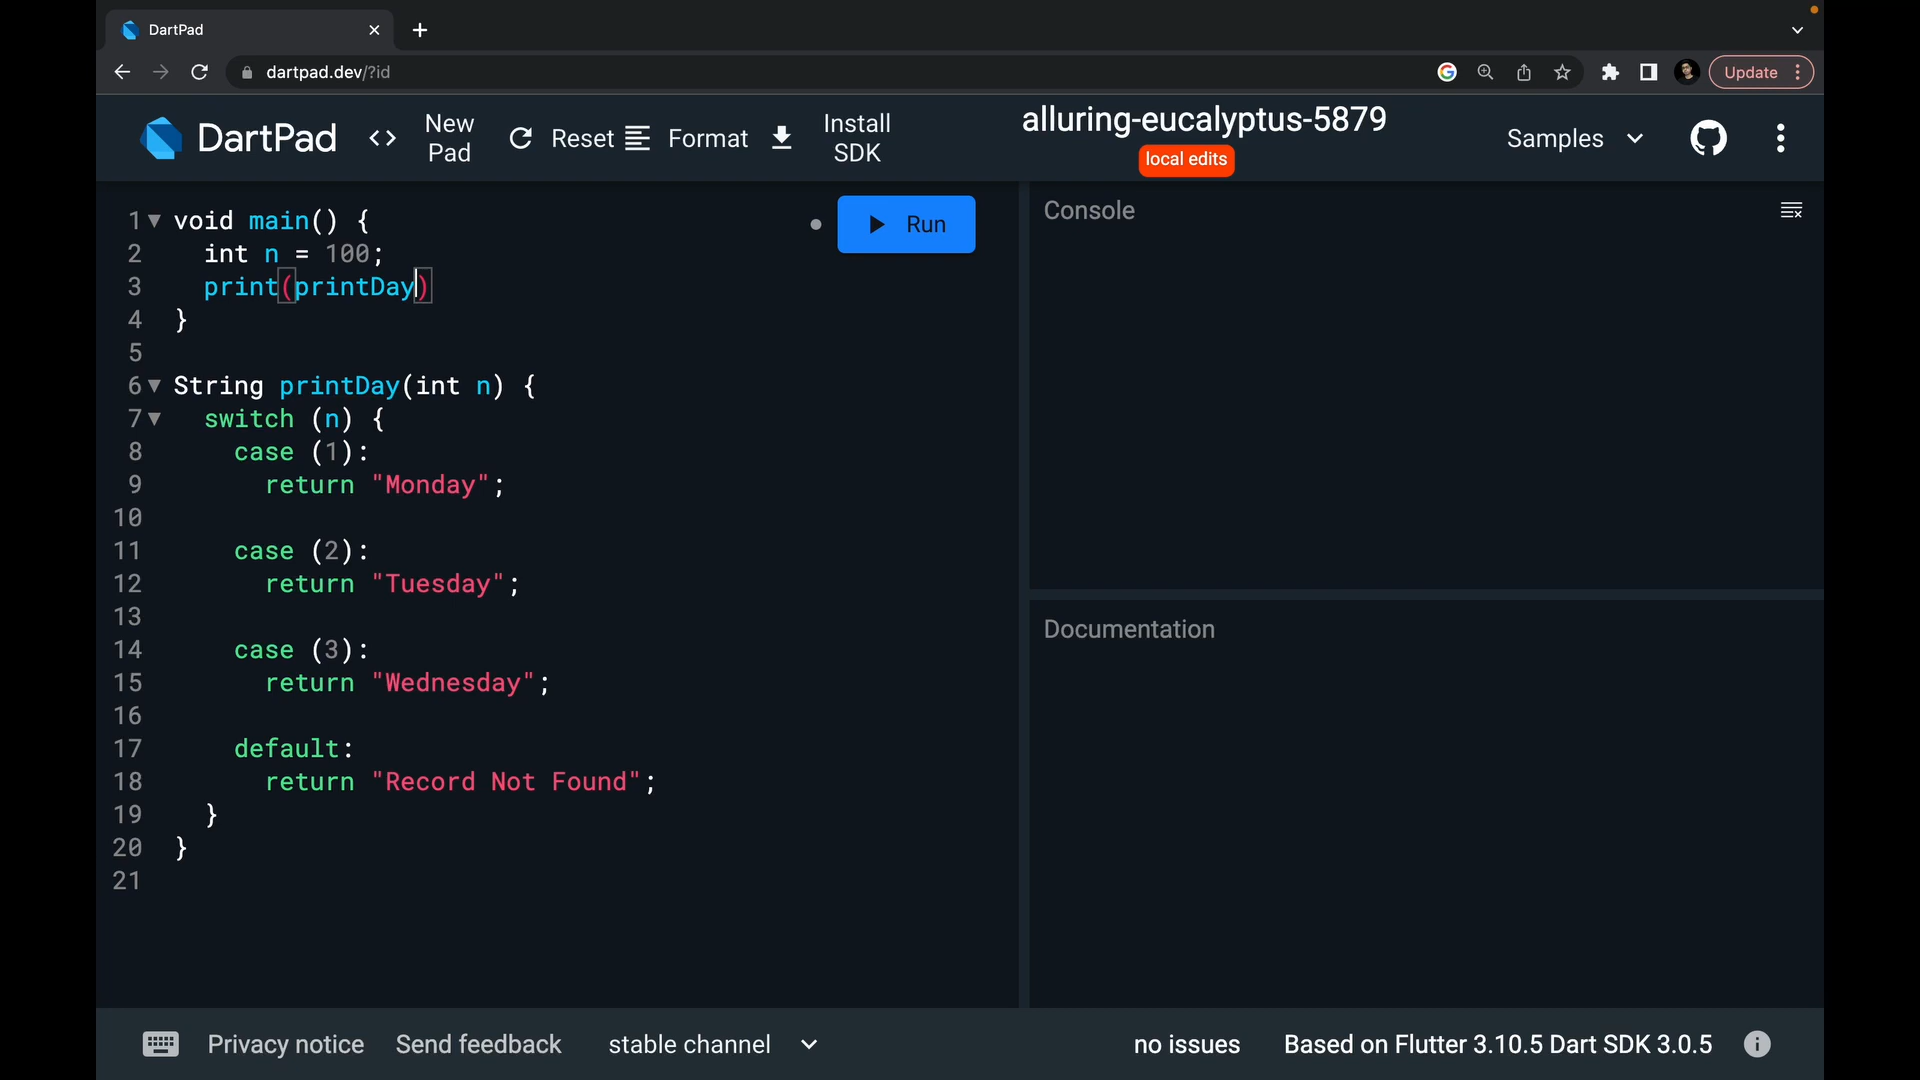 DartPad
dartpad.dev/?id
Update
DartPad
<> New Pad
Reset
Format
Install SDK
alluring-eucalyptus-5879
local edits
Samples
Run
1 void main() {
2 int n = 100;
3 print(printDay)
4 }
5
6 String printDay(int n) {
7 switch (n) {
8 case (1):
9 return "Monday";
10
11 case (2):
12 return "Tuesday";
13
14 case (3):
15 return "Wednesday";
16
17 default:
18 return "Record Not Found";
19 }
20 }
21
Console
Documentation
Privacy notice
Send feedback
stable channel
no issues
Based on Flutter 3.10.5 Dart SDK 3.0.5